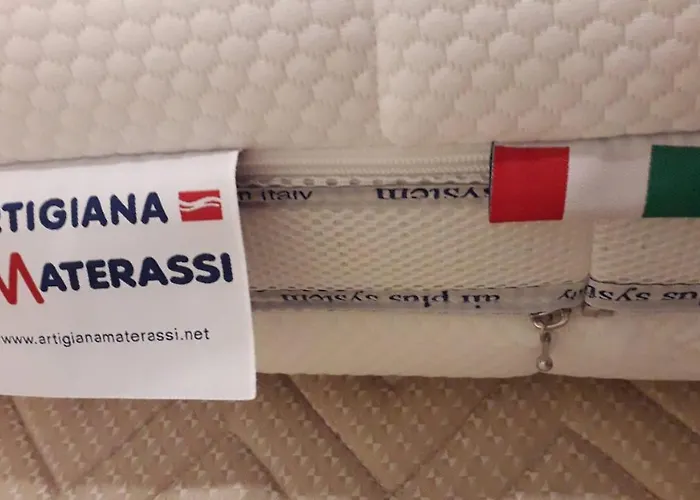 RTIGIANA
MATERASSI
www.artigianamaterassi.net
n italy
system
air plus system
us system